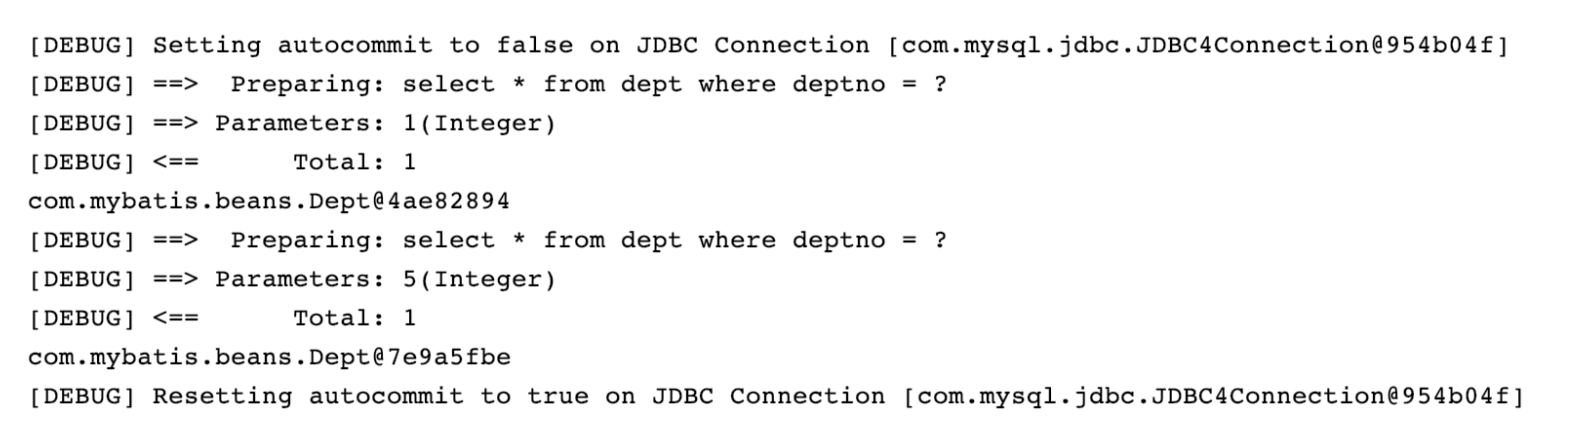 [DEBUG] Setting autocommit to false on JDBC Connection [com.mysql.jdbc.JDBC4Connection@954b04f]
[DEBUG] ==>  Preparing: select * from dept where deptno = ?
[DEBUG] ==> Parameters: 1(Integer)
[DEBUG] <==      Total: 1
com.mybatis.beans.Dept@4ae82894
[DEBUG] ==>  Preparing: select * from dept where deptno = ?
[DEBUG] ==> Parameters: 5(Integer)
[DEBUG] <==      Total: 1
com.mybatis.beans.Dept@7e9a5fbe
[DEBUG] Resetting autocommit to true on JDBC Connection [com.mysql.jdbc.JDBC4Connection@954b04f]